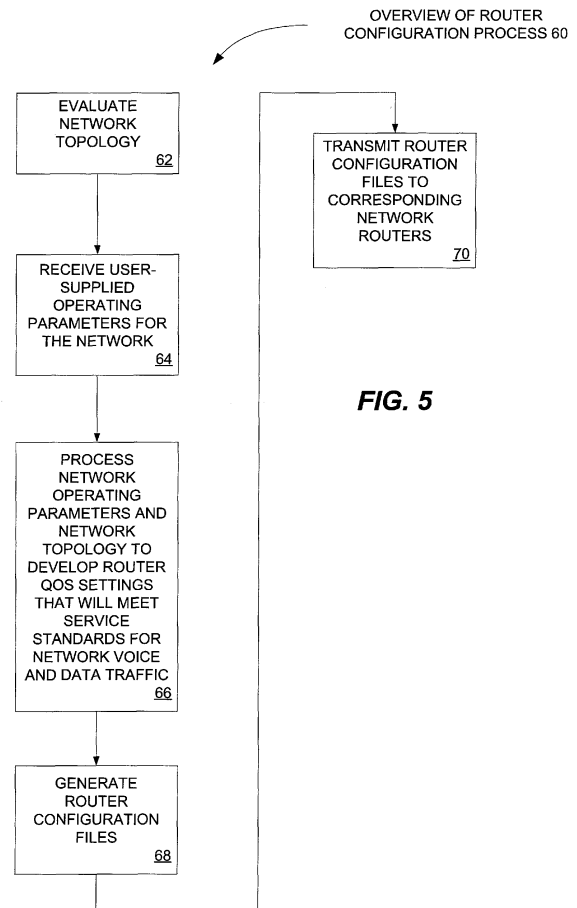 OVERVIEW OF ROUTER
CONFIGURATION PROCESS 60
EVALUATE
NETWORK
TOPOLOGY
62
RECEIVE USER-
SUPPLIED
OPERATING
PARAMETERS FOR
THE NETWORK
64
PROCESS
NETWORK
OPERATING
PARAMETERS AND
NETWORK
TOPOLOGY TO
DEVELOP ROUTER
QOS SETTINGS
THAT WILL MEET
SERVICE
STANDARDS FOR
NETWORK VOICE
AND DATA TRAFFIC
66
GENERATE
ROUTER
CONFIGURATION
FILES
68
TRANSMIT ROUTER
CONFIGURATION
FILES TO
CORRESPONDING
NETWORK
ROUTERS
70
FIG. 5